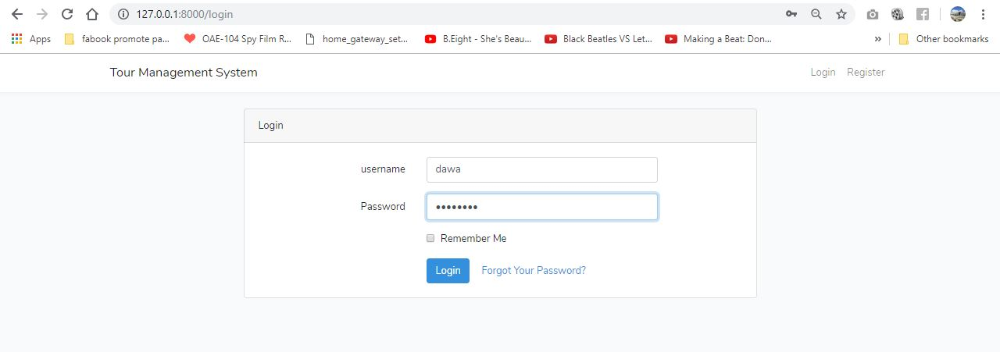 127.0.0.1:8000/login
Apps fabook promote pa... OAE-104 Spy Film R... home_gateway_set... B.Eight - She's Beau... Black Beatles VS Let... Making a Beat: Don... » Other bookmarks
Tour Management System Login Register
Login
username dawa
Password ••••••••
Remember Me
Login Forgot Your Password?